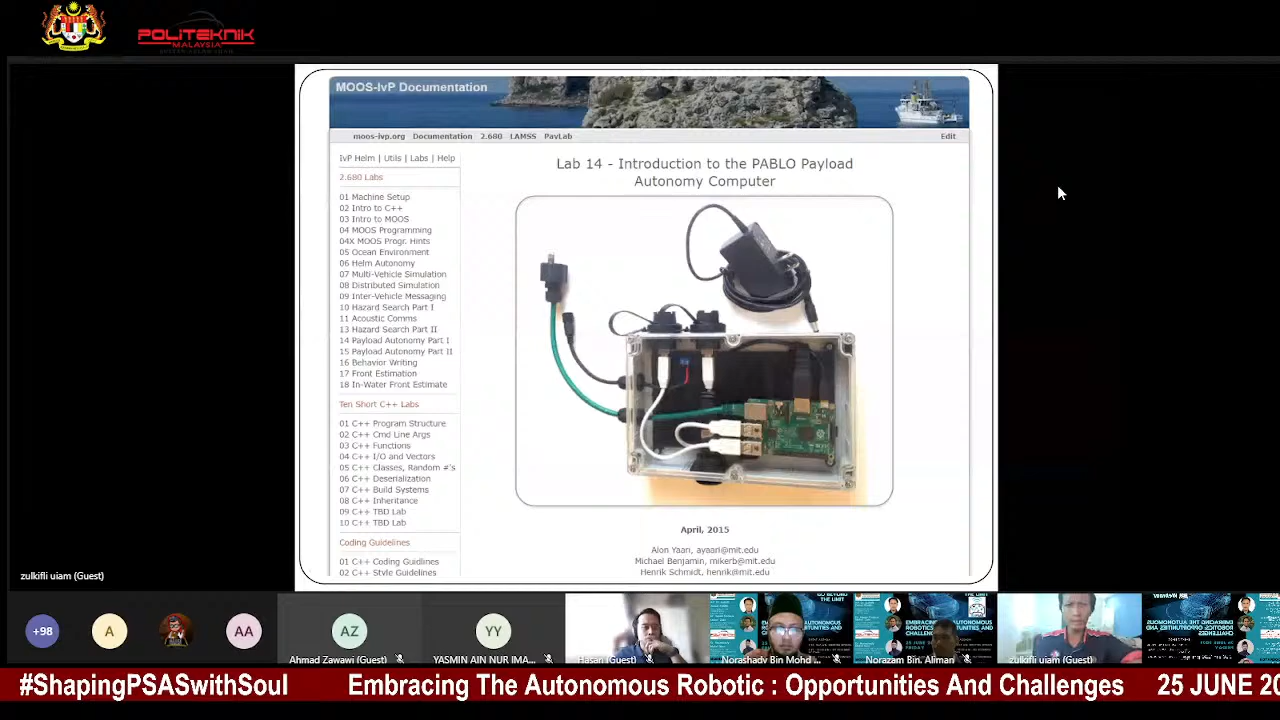 POLITEKNIK
MALAYSIA
MOOS-IvP Documentation
moos-ivp.org Documentation 2.680 LAMSS PavLab Edit
IvP Helm | Utils | Labs | Help
2.680 Labs
01 Machine Setup
02 Intro to C++
03 Intro to MOOS
04 MOOS Programming
04X MOOS Progr. Hints
05 Ocean Environment
06 Helm Autonomy
07 Multi-Vehicle Simulation
08 Distributed Simulation
09 Inter-Vehicle Messaging
10 Hazard Search Part I
11 Acoustic Comms
13 Hazard Search Part II
14 Payload Autonomy Part I
15 Payload Autonomy Part II
16 Behavior Writing
17 Front Estimation
18 In-Water Front Estimate
Ten Short C++ Labs
01 C++ Program Structure
02 C++ Cmd Line Args
03 C++ Functions
04 C++ I/O and Vectors
05 C++ Classes, Random #'s
06 C++ Deserialization
07 C++ Build Systems
08 C++ Inheritance
09 C++ TBD Lab
10 C++ TBD Lab
Coding Guidelines
01 C++ Coding Guidlines
02 C++ Style Guidelines
Lab 14 - Introduction to the PABLO Payload
Autonomy Computer
April, 2015
Alon Yaari, ayaari@mit.edu
Michael Benjamin, mikerb@mit.edu
Henrik Schmidt, henrik@mit.edu
zulkifli uiam (Guest)
+98
A
AA
AZ
YY
Ahmad Zawawi (Guest)
YASMIN AIN NUR IMA...
Hasan (Guest)
Norashady Bin Mohd ...
Norazam Bin. Aliman
zulkifli uiam (Guest)
#ShapingPSASwithSoul Embracing The Autonomous Robotic : Opportunities And Challenges 25 JUNE 20